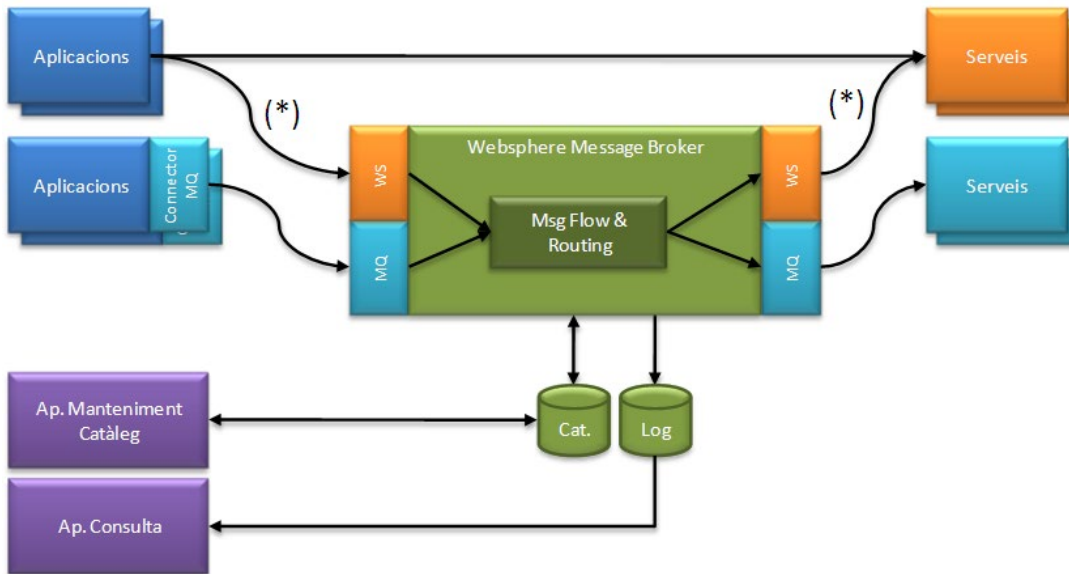 Aplicacions
Serveis
(*)
(*)
Websphere Message Broker
WS
WS
Aplicacions
Connector
MQ
Serveis
Msg Flow &
Routing
MQ
MQ
Ap. Manteniment
Catàleg
Cat.
Log
Ap. Consulta